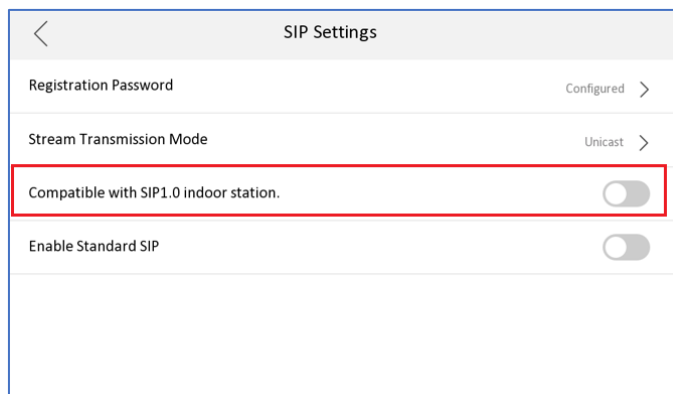 SIP Settings
Registration Password
Configured
Stream Transmission Mode
Unicast
Compatible with SIP1.0 indoor station.
Enable Standard SIP